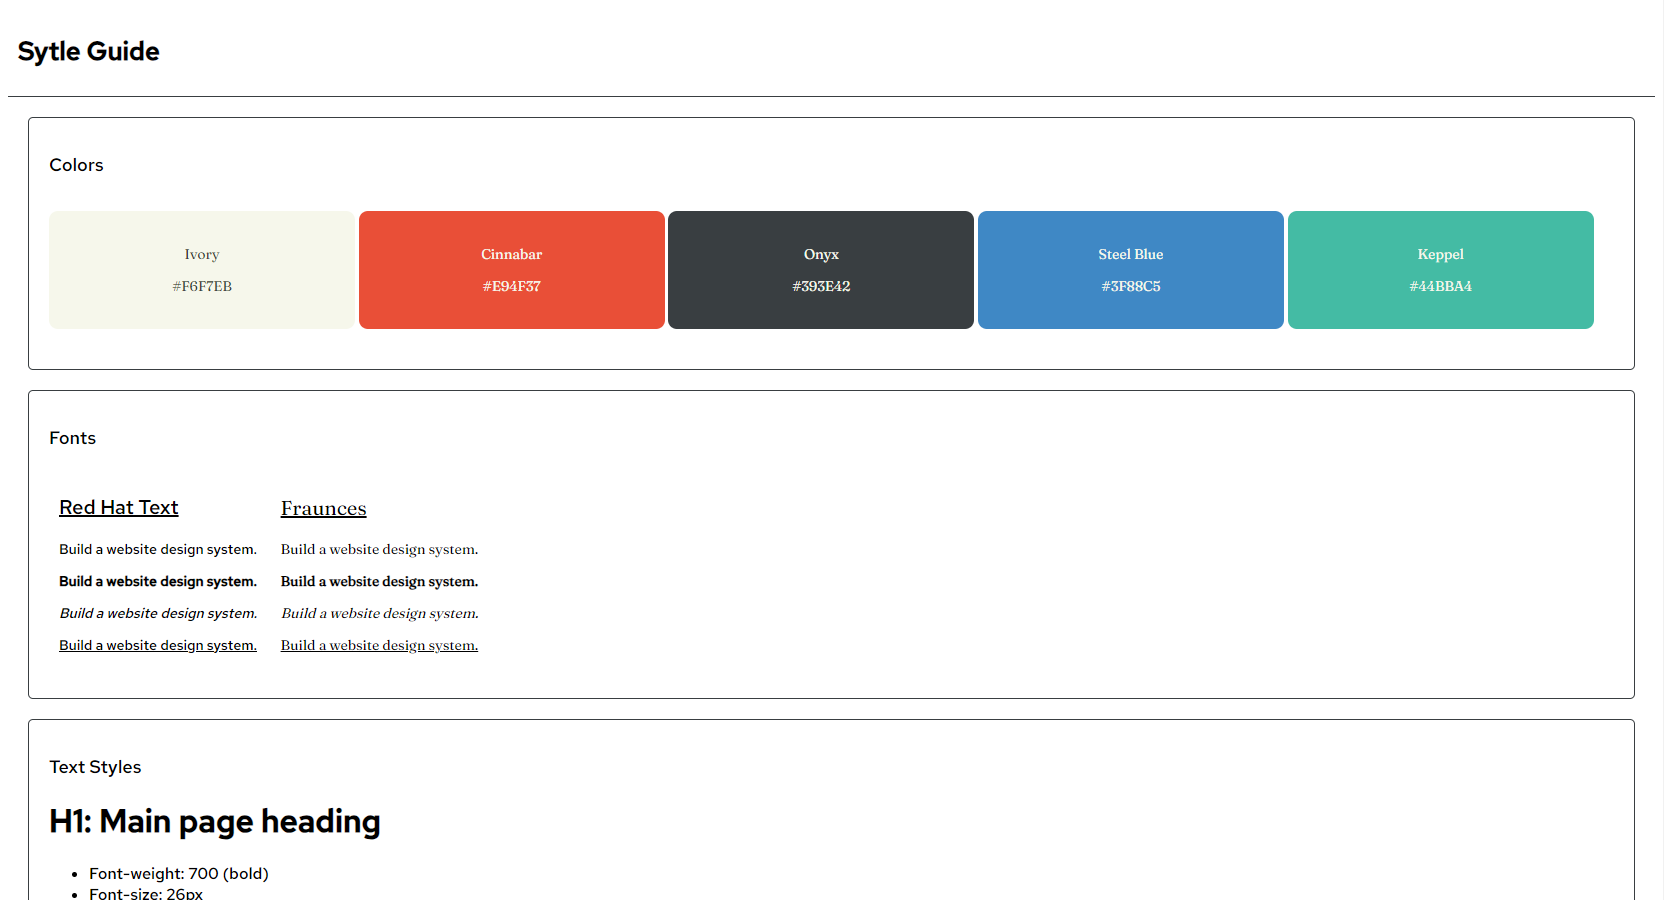 Sytle Guide
Colors
Ivory
#F6F7EB
Cinnabar
#E94F37
Onyx
#393E42
Steel Blue
#3F88C5
Keppel
#44BBA4
Fonts
Red Hat Text
Build a website design system.
Build a website design system.
Build a website design system.
Build a website design system.
Fraunces
Build a website design system.
Build a website design system.
Build a website design system.
Build a website design system.
Text Styles
H1: Main page heading
• Font-weight: 700 (bold)
• Font-size: 26px